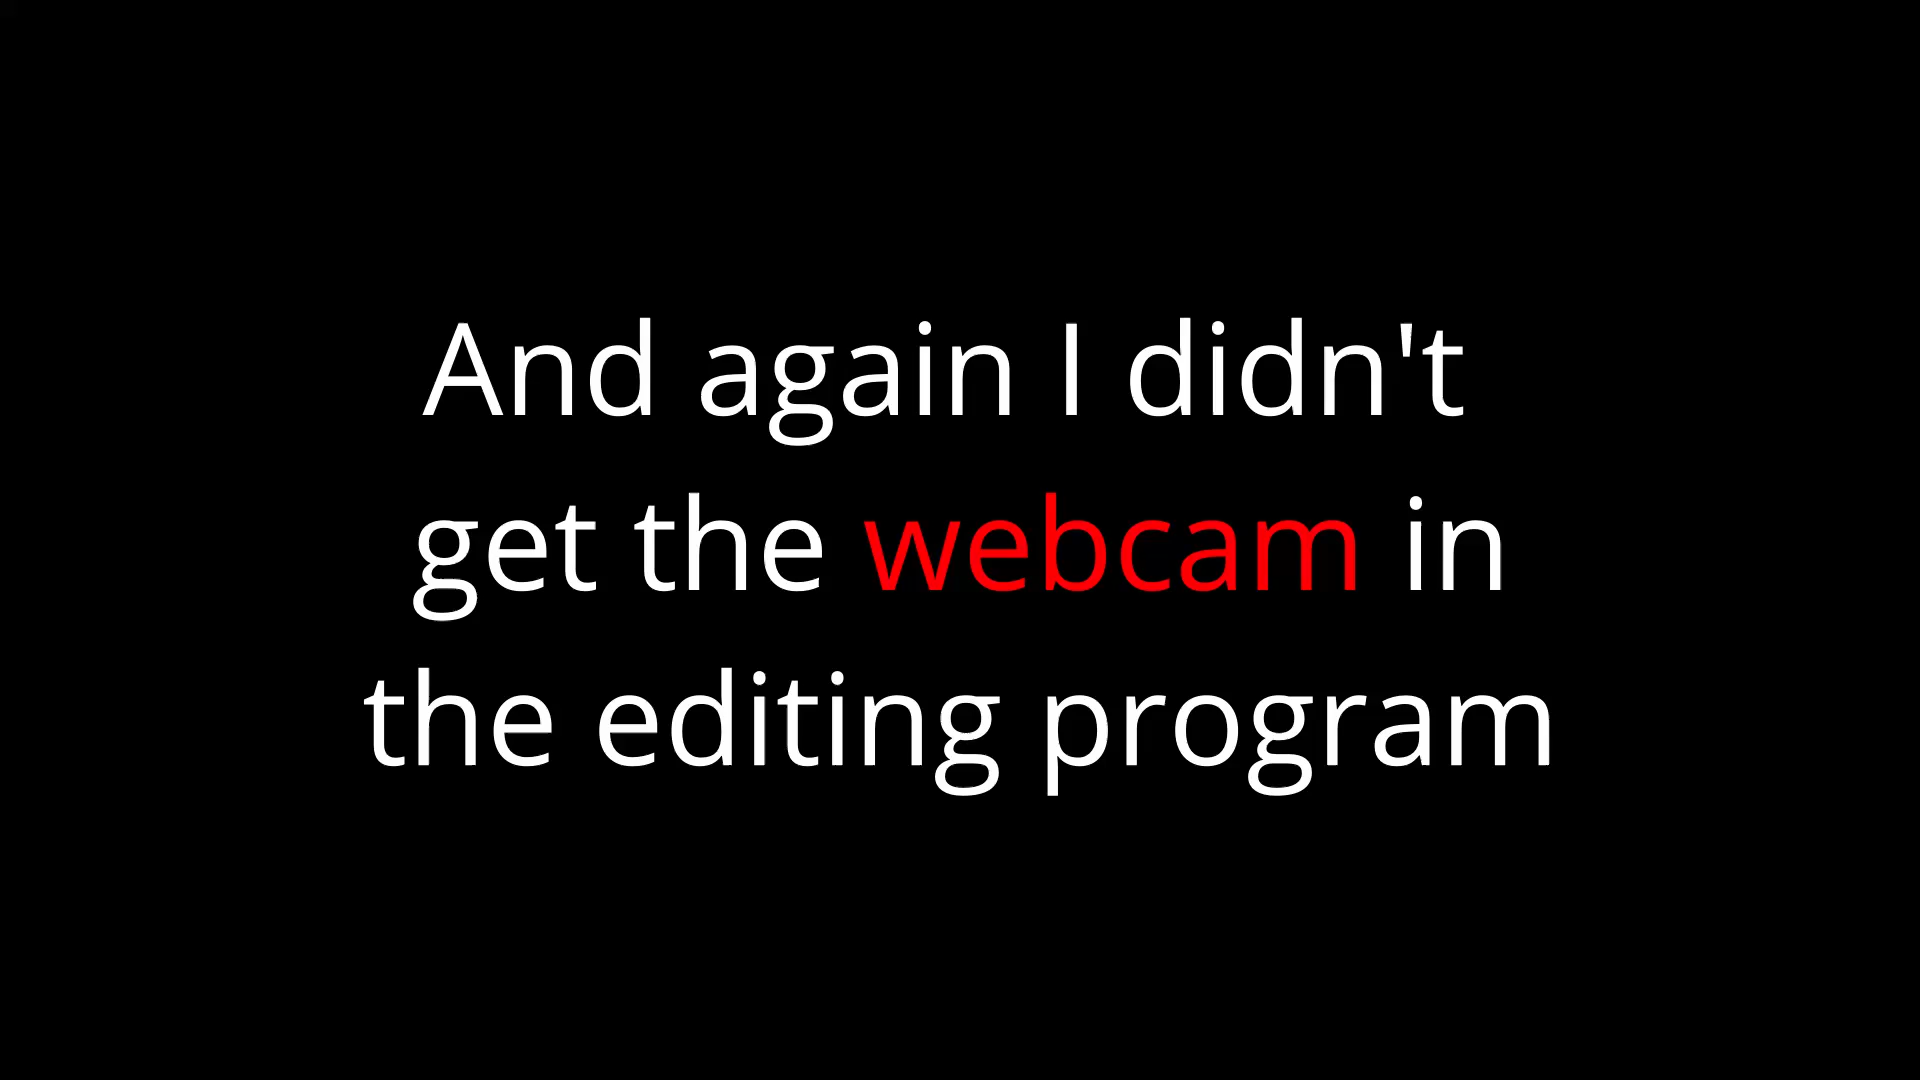 And again I didn't
get the webcam in
the editing program